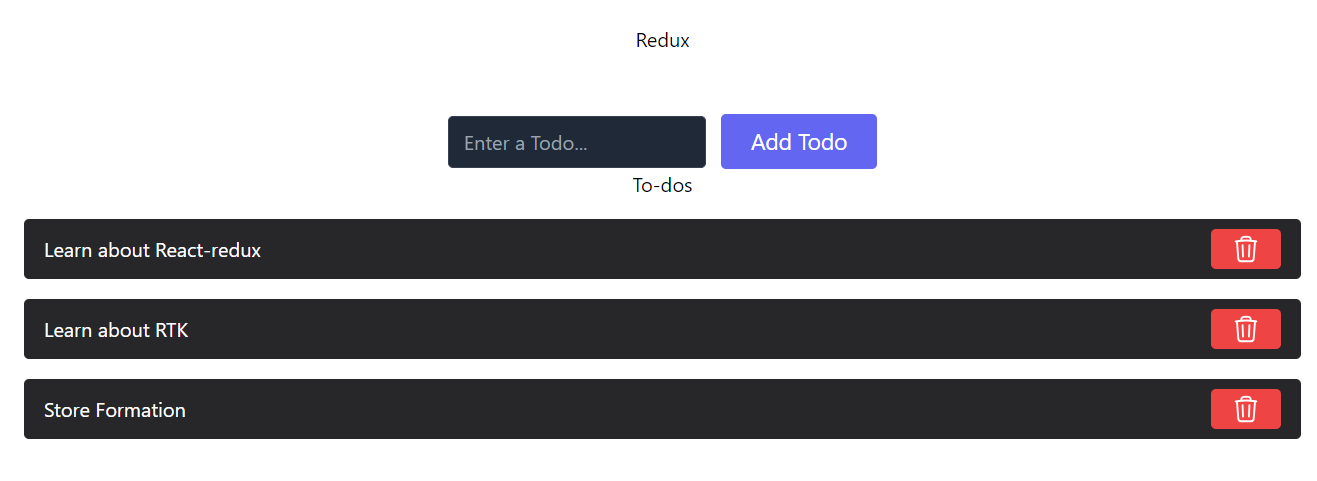 Redux
Enter a Todo... Add Todo
To-dos
Learn about React-redux
Learn about RTK
Store Formation